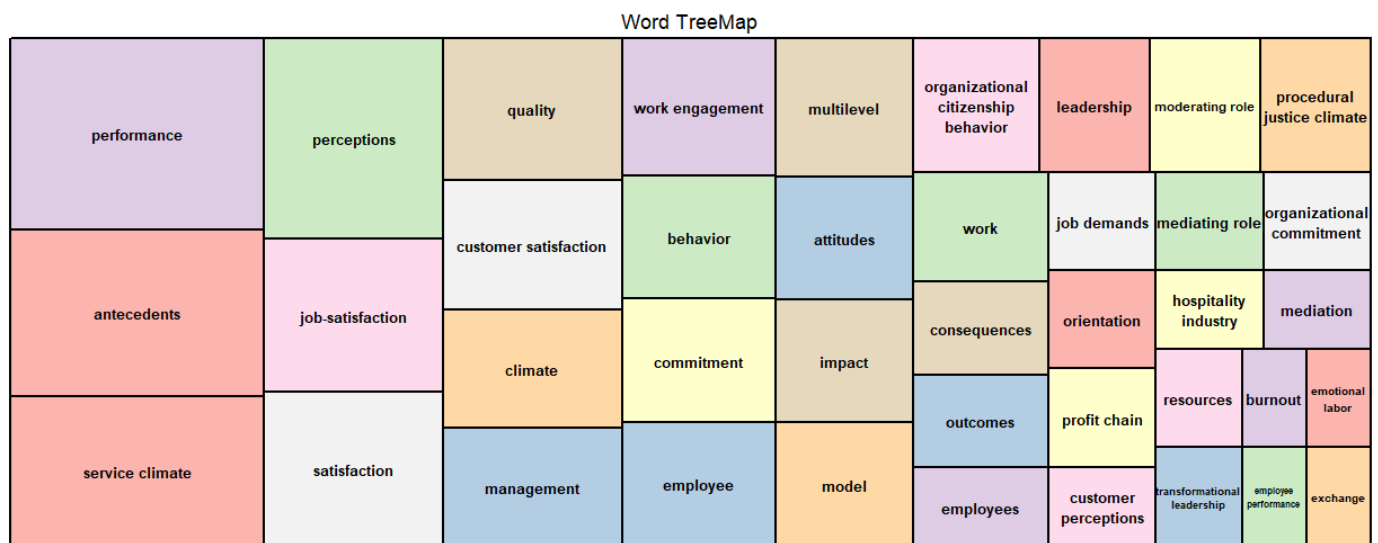 Word TreeMap
performance
antecedents
service climate
perceptions
job-satisfaction
satisfaction
quality
customer satisfaction
climate
management
work engagement
behavior
commitment
employee
multilevel
attitudes
impact
model
organizational
citizenship
behavior
leadership
moderating role
procedural
justice climate
work
consequences
outcomes
employees
job demands
orientation
profit chain
customer
perceptions
mediating role
organizational
commitment
hospitality
industry
mediation
resources
burnout
emotional
labor
transformational
leadership
employee
performance
exchange